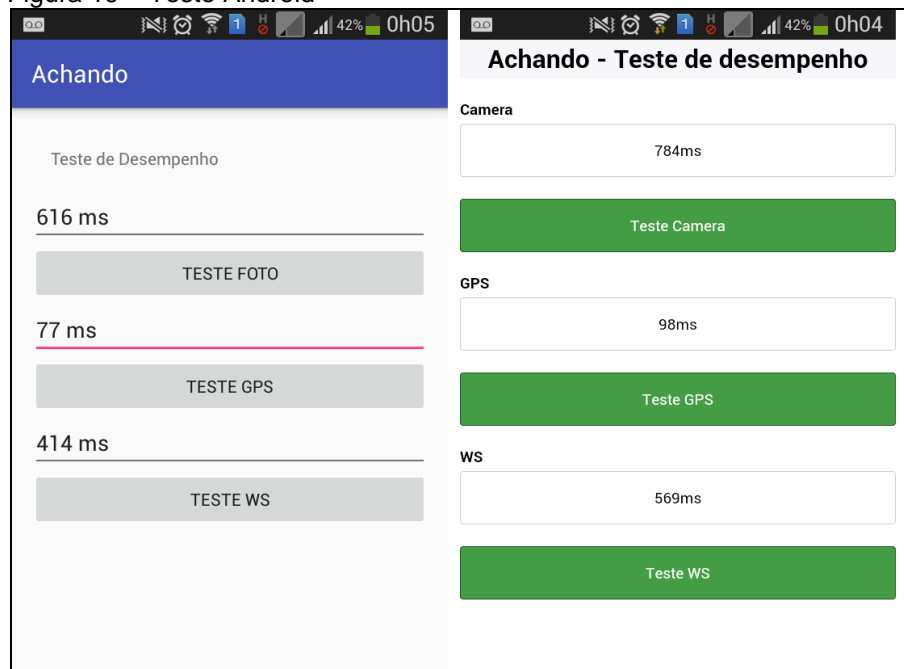 42% 0h05
Achando
Teste de Desempenho
616 ms
TESTE FOTO
77 ms
TESTE GPS
414 ms
TESTE WS
42% 0h04
Achando - Teste de desempenho
Camera
784ms
Teste Camera
GPS
98ms
Teste GPS
WS
569ms
Teste WS